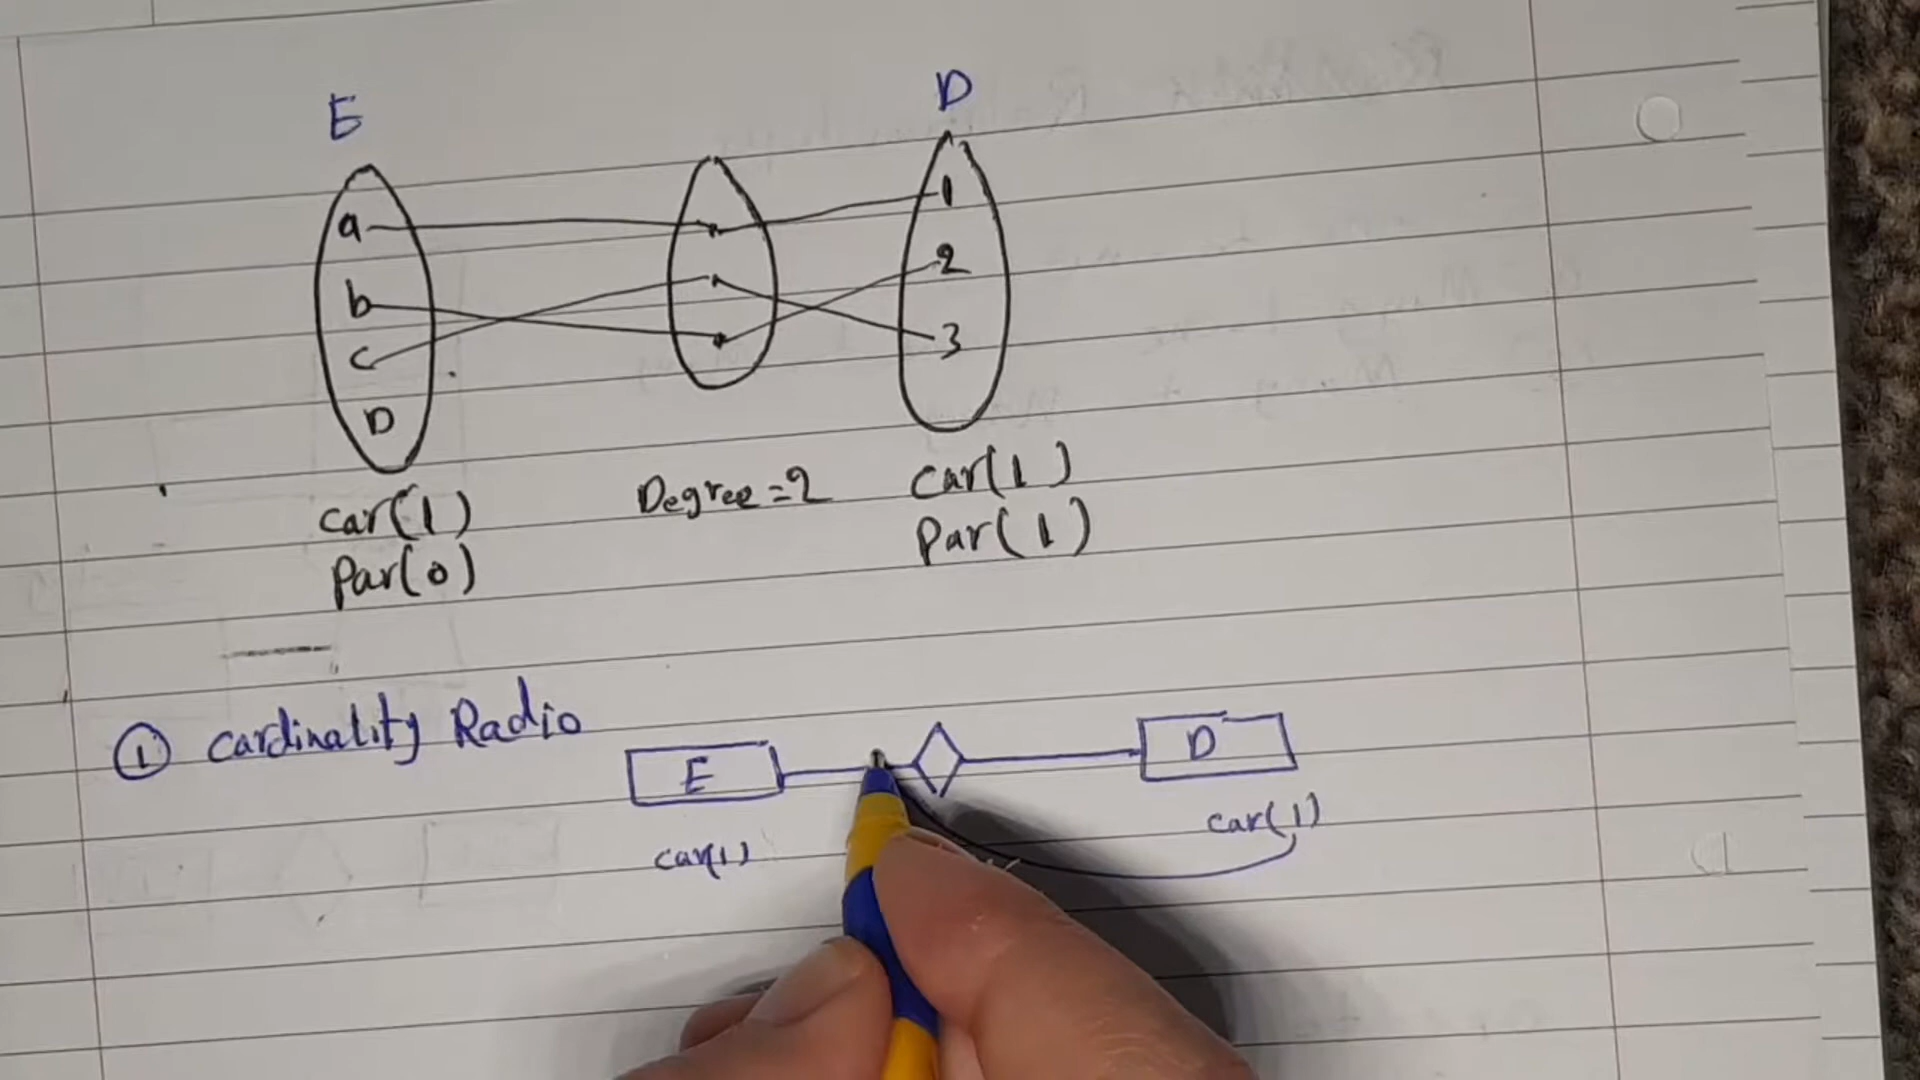 E D
a 1
b 2
c 3
D
car(1) Degree=2 car(1)
Par(0) Par(1)
① cardinality Radio
E D
car(1) car(1)